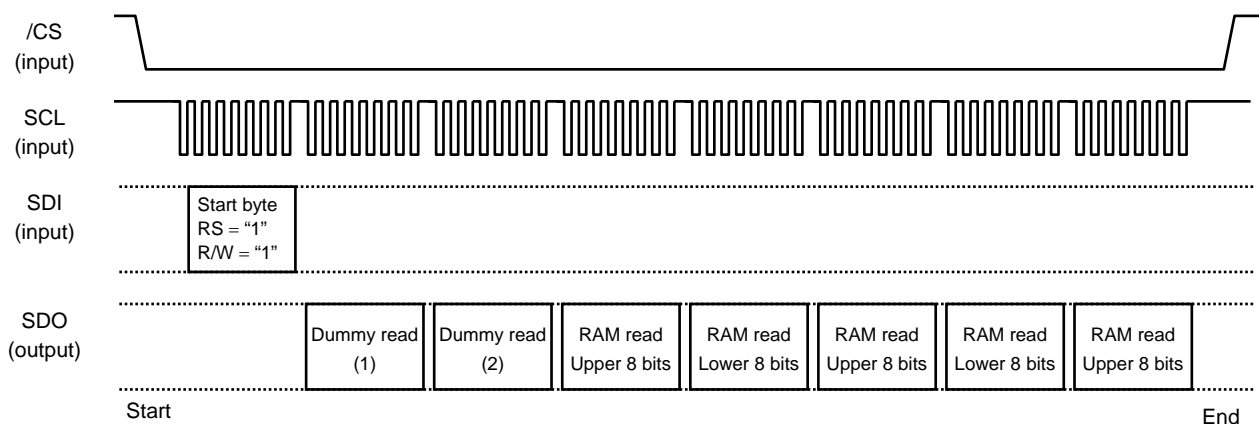 /CS
(input)
SCL
(input)
SDI
(input)
Start byte
RS = “1”
R/W = “1”
SDO
(output)
Dummy read
(1)
Dummy read
(2)
RAM read
Upper 8 bits
RAM read
Lower 8 bits
RAM read
Upper 8 bits
RAM read
Lower 8 bits
RAM read
Upper 8 bits
Start
End